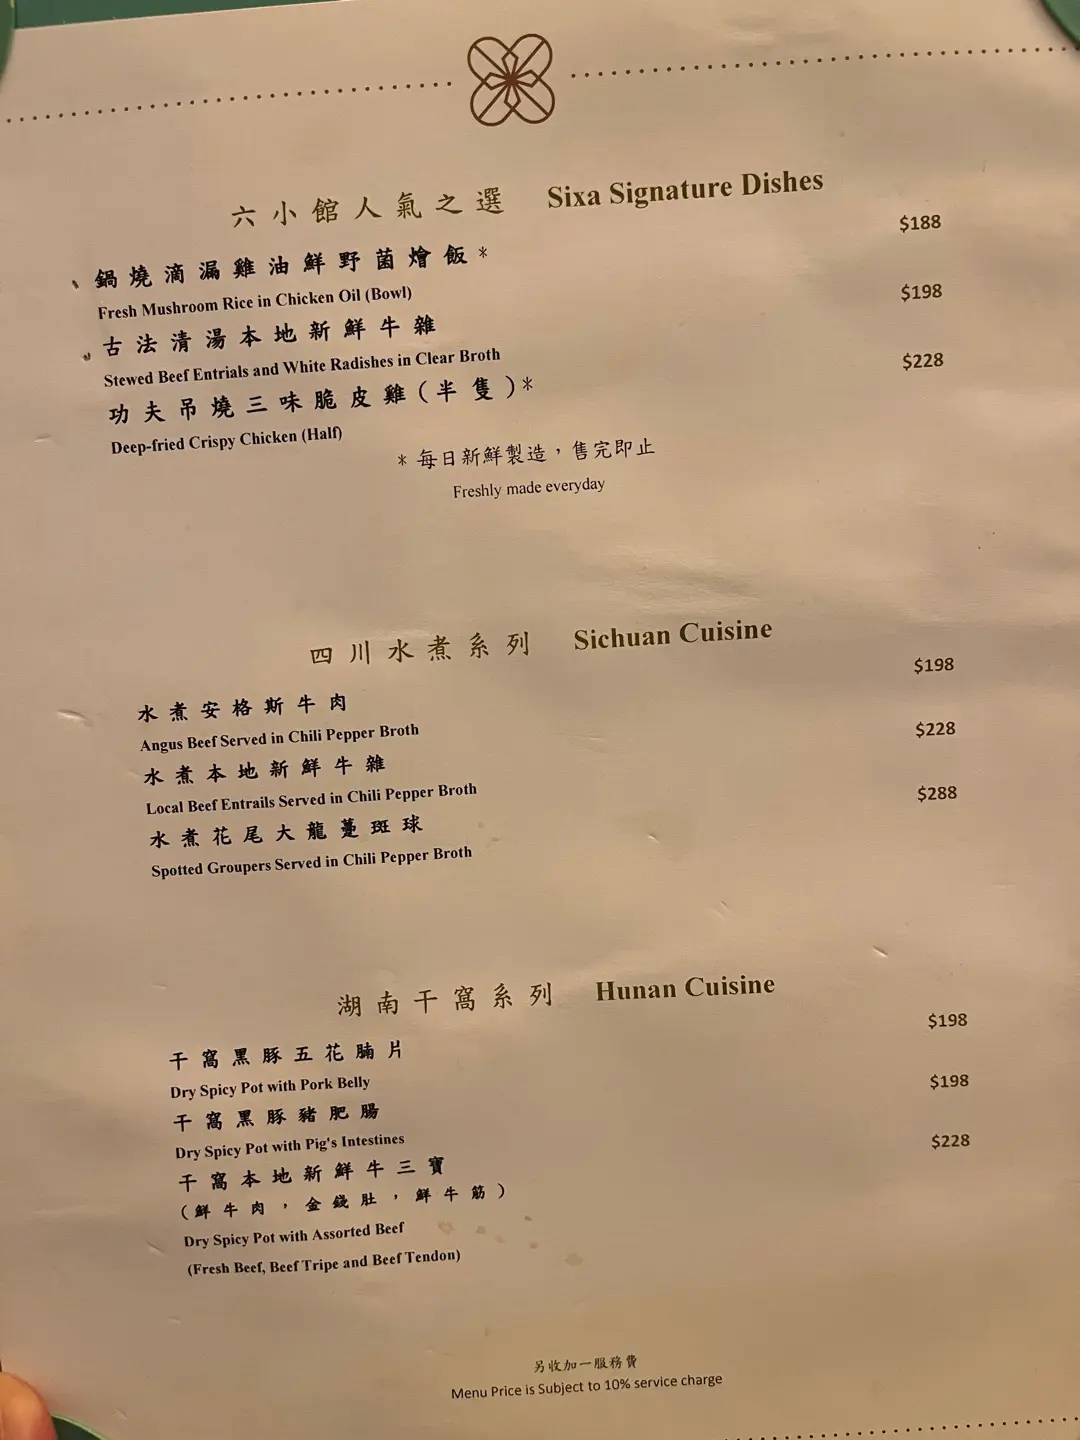 六小館人氣之選 Sixa Signature Dishes
鍋燒滴漏雞油鮮野菌燴飯* $188
Fresh Mushroom Rice in Chicken Oil (Bowl)
古法清湯本地新鮮牛雜 $198
Stewed Beef Entrials and White Radishes in Clear Broth
功夫吊燒三味脆皮雞(半隻)* $228
Deep-fried Crispy Chicken (Half)
* 每日新鮮製造，售完即止
Freshly made everyday
四川水煮系列 Sichuan Cuisine
水煮安格斯牛肉 $198
Angus Beef Served in Chili Pepper Broth
水煮本地新鮮牛雜 $228
Local Beef Entrails Served in Chili Pepper Broth
水煮花尾大龍躉斑球 $288
Spotted Groupers Served in Chili Pepper Broth
湖南干窩系列 Hunan Cuisine
干窩黑豚五花腩片 $198
Dry Spicy Pot with Pork Belly
干窩黑豚豬肥腸 $198
Dry Spicy Pot with Pig's Intestines
干窩本地新鮮牛三寶 $228
(鮮牛肉，金錢肚，鮮牛筋)
Dry Spicy Pot with Assorted Beef
(Fresh Beef, Beef Tripe and Beef Tendon)
另收加一服務費
Menu Price is Subject to 10% service charge